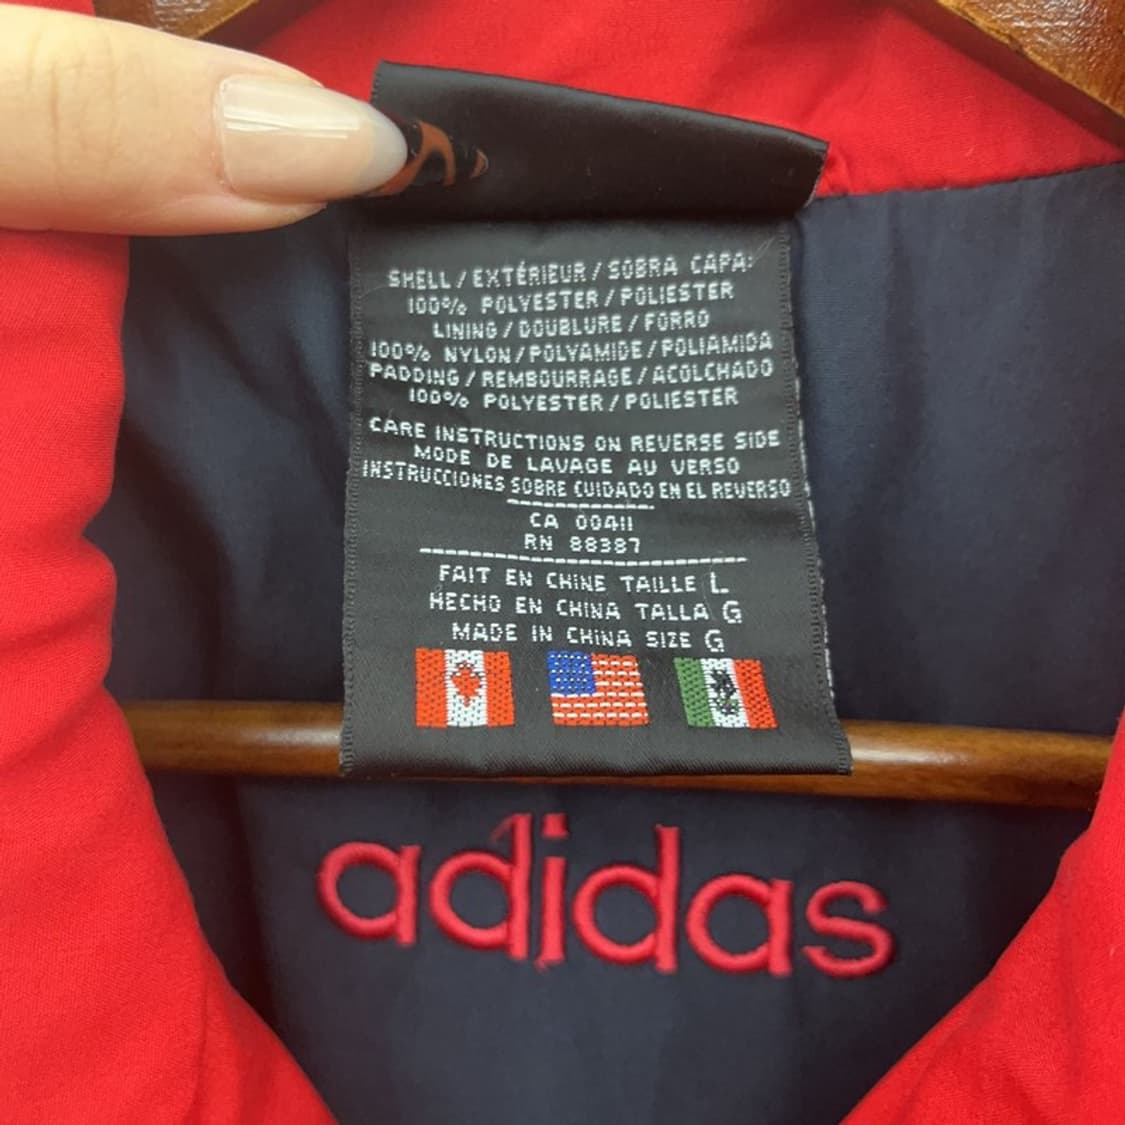 SHELL / EXTÉRIEUR / SOBRA CAPA:
100% POLYESTER / POLIESTER
LINING / DOUBLURE / FORRO
100% NYLON / POLYAMIDE / POLIAMIDA
PADDING / REMBOURRAGE / ACOLCHADO
100% POLYESTER / POLIESTER
CARE INSTRUCTIONS ON REVERSE SIDE
MODE DE LAVAGE AU VERSO
INSTRUCCIONES SOBRE CUIDADO EN EL REVERSO
CA 00411
RN 88387
FAIT EN CHINE TAILLE L
HECHO EN CHINA TALLA G
MADE IN CHINA SIZE G
adidas